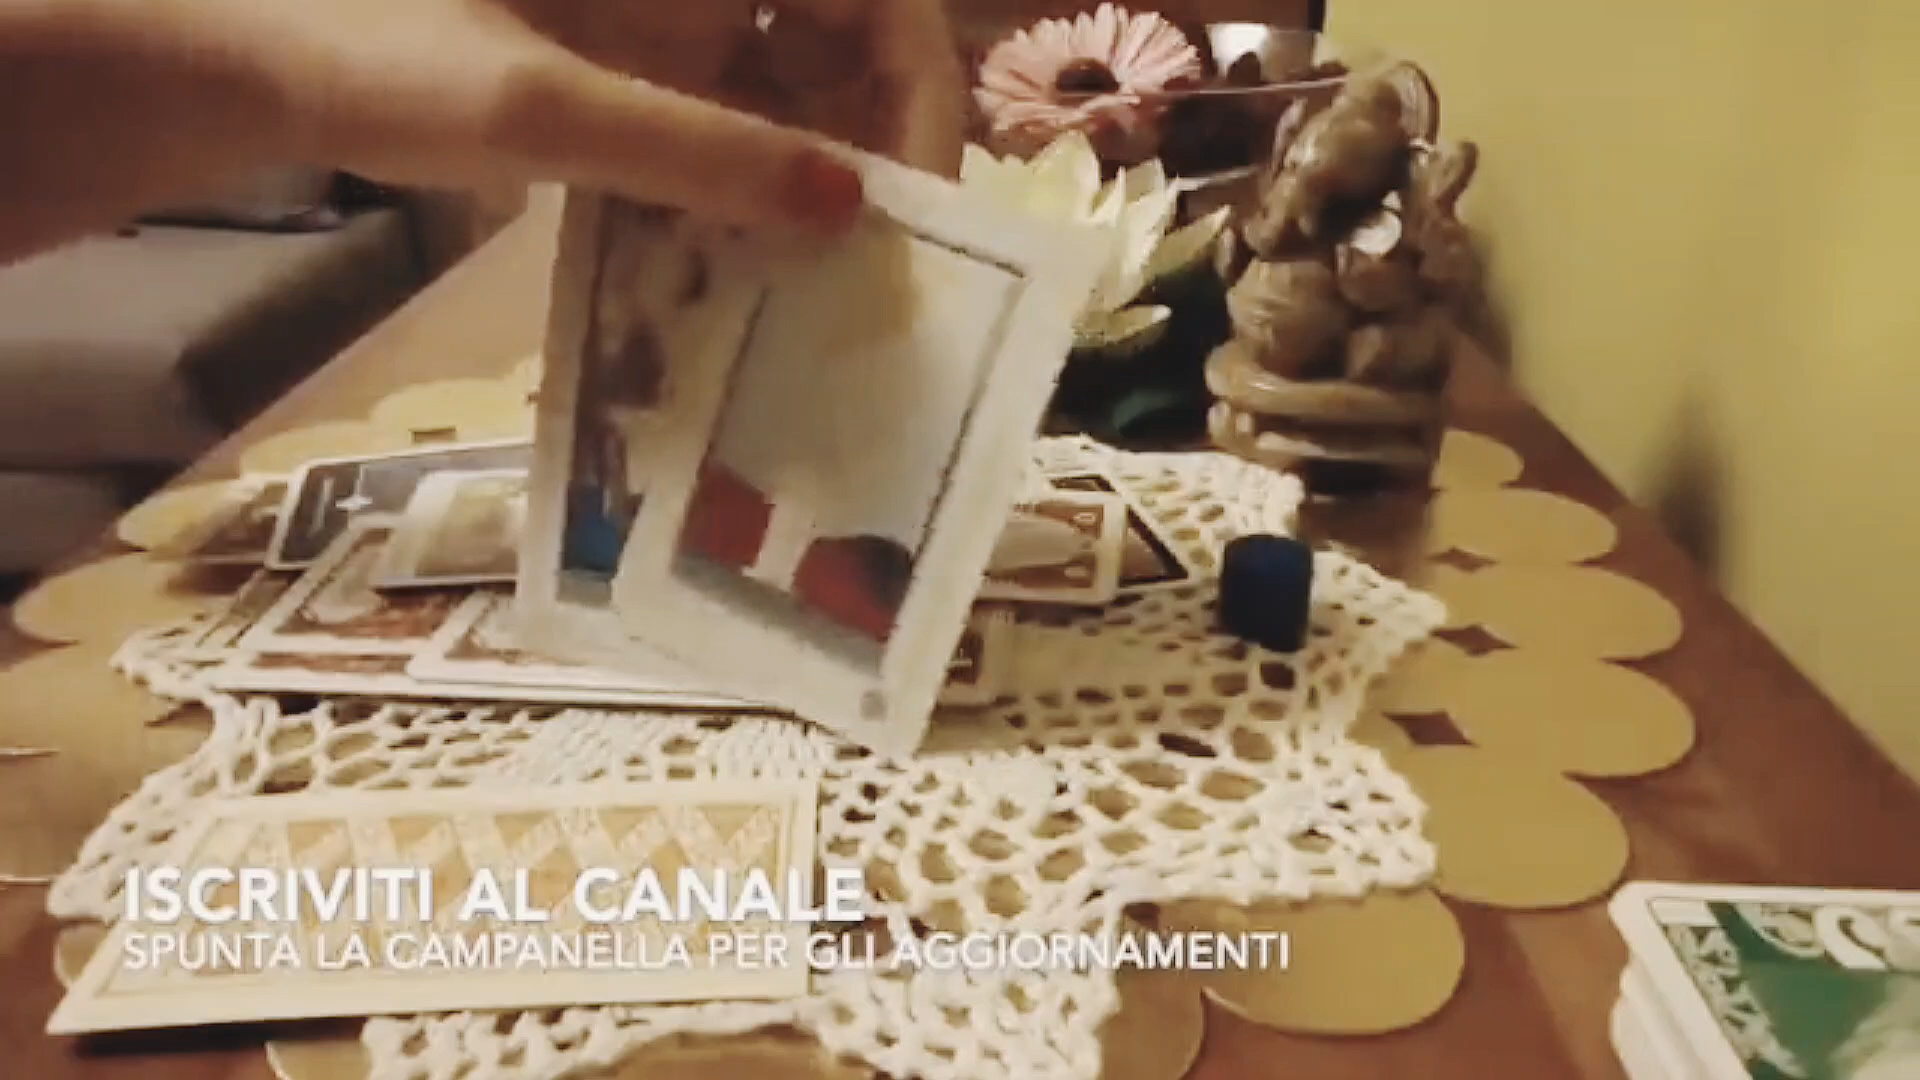 ISCRIVITI AL CANALE
SPUNTA LA CAMPANELLA PER GLI AGGIORNAMENTI